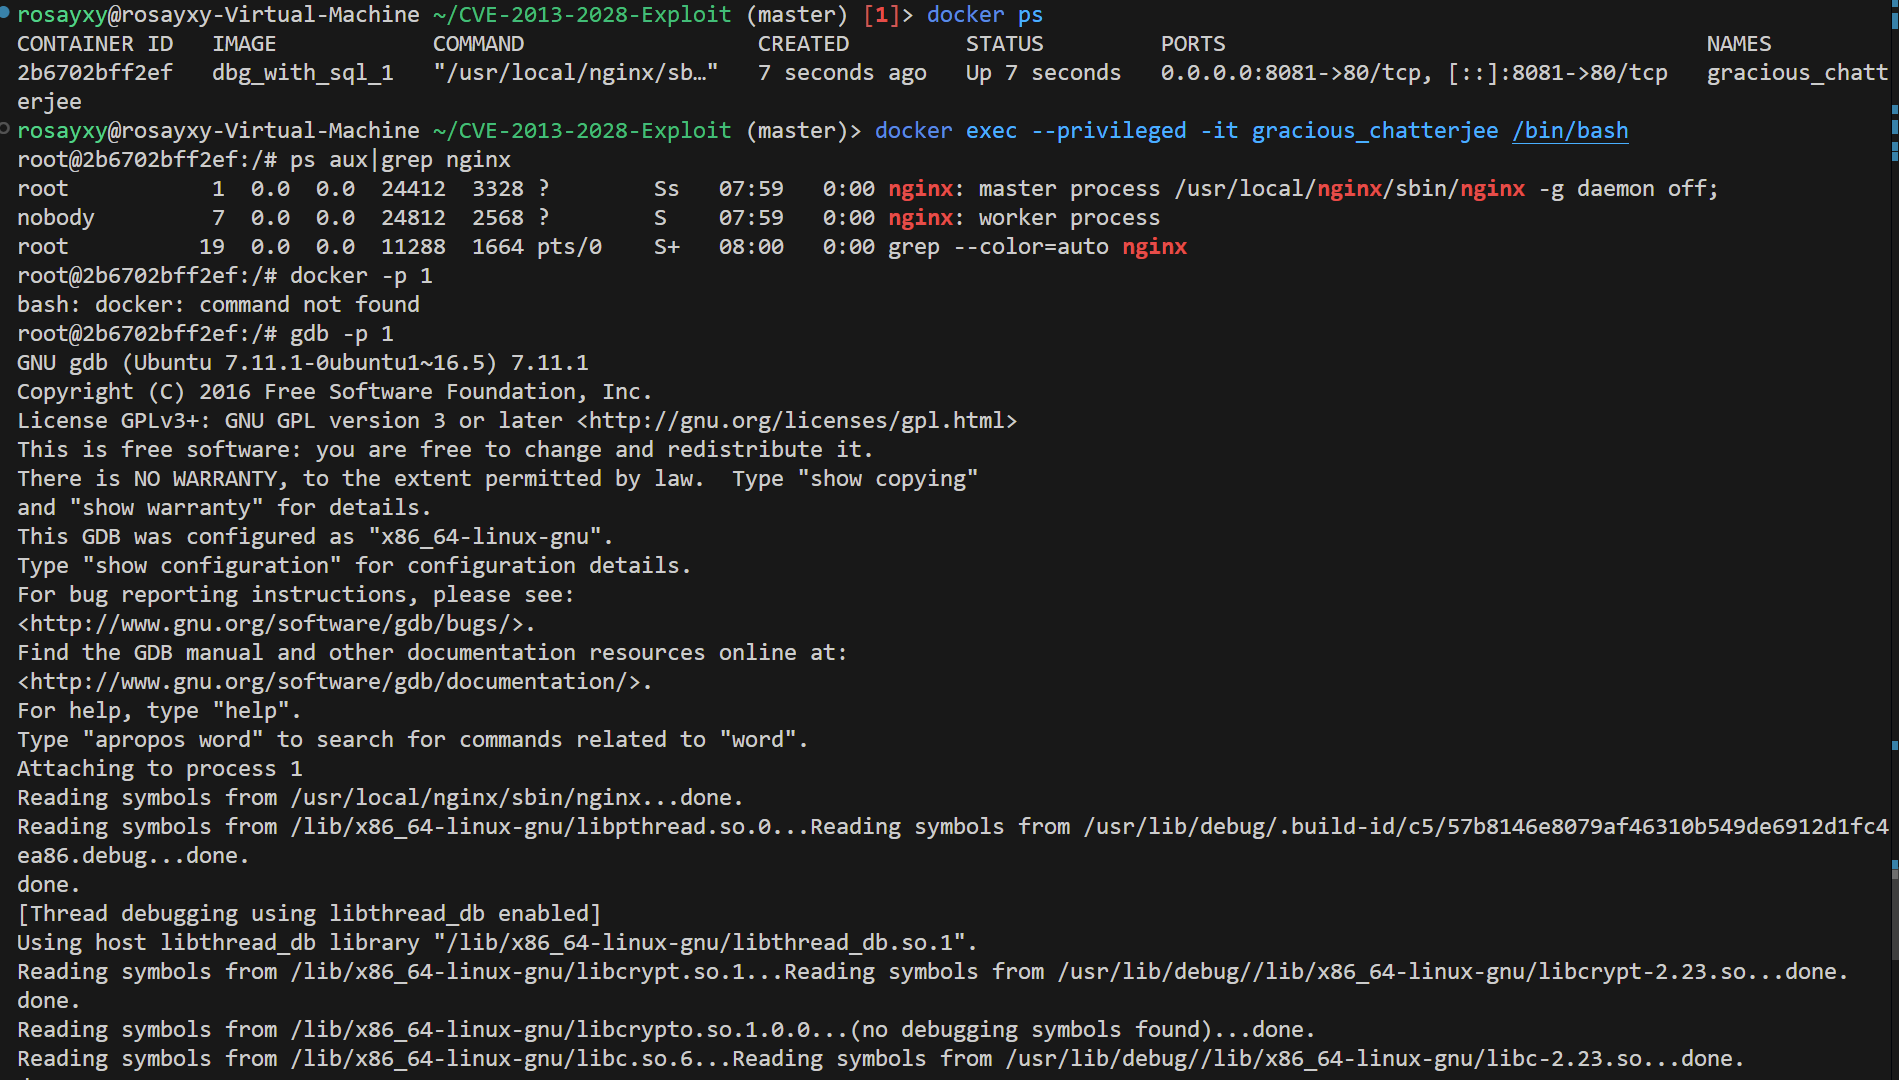 rosayxy@rosayxy-Virtual-Machine ~/CVE-2013-2028-Exploit (master) [1]> docker ps
CONTAINER ID   IMAGE            COMMAND                  CREATED         STATUS         PORTS                                     NAMES
2b6702bff2ef   dbg_with_sql_1   "/usr/local/nginx/sb…"   7 seconds ago   Up 7 seconds   0.0.0.0:8081->80/tcp, [::]:8081->80/tcp   gracious_chatt
erjee
rosayxy@rosayxy-Virtual-Machine ~/CVE-2013-2028-Exploit (master)> docker exec --privileged -it gracious_chatterjee /bin/bash
root@2b6702bff2ef:/# ps aux|grep nginx
root           1  0.0  0.0  24412  3328 ?        Ss   07:59   0:00 nginx: master process /usr/local/nginx/sbin/nginx -g daemon off;
nobody         7  0.0  0.0  24812  2568 ?        S    07:59   0:00 nginx: worker process
root          19  0.0  0.0  11288  1664 pts/0    S+   08:00   0:00 grep --color=auto nginx
root@2b6702bff2ef:/# docker -p 1
bash: docker: command not found
root@2b6702bff2ef:/# gdb -p 1
GNU gdb (Ubuntu 7.11.1-0ubuntu1~16.5) 7.11.1
Copyright (C) 2016 Free Software Foundation, Inc.
License GPLv3+: GNU GPL version 3 or later <http://gnu.org/licenses/gpl.html>
This is free software: you are free to change and redistribute it.
There is NO WARRANTY, to the extent permitted by law.  Type "show copying"
and "show warranty" for details.
This GDB was configured as "x86_64-linux-gnu".
Type "show configuration" for configuration details.
For bug reporting instructions, please see:
<http://www.gnu.org/software/gdb/bugs/>.
Find the GDB manual and other documentation resources online at:
<http://www.gnu.org/software/gdb/documentation/>.
For help, type "help".
Type "apropos word" to search for commands related to "word".
Attaching to process 1
Reading symbols from /usr/local/nginx/sbin/nginx...done.
Reading symbols from /lib/x86_64-linux-gnu/libpthread.so.0...Reading symbols from /usr/lib/debug/.build-id/c5/57b8146e8079af46310b549de6912d1fc4
ea86.debug...done.
done.
[Thread debugging using libthread_db enabled]
Using host libthread_db library "/lib/x86_64-linux-gnu/libthread_db.so.1".
Reading symbols from /lib/x86_64-linux-gnu/libcrypt.so.1...Reading symbols from /usr/lib/debug//lib/x86_64-linux-gnu/libcrypt-2.23.so...done.
done.
Reading symbols from /lib/x86_64-linux-gnu/libcrypto.so.1.0.0...(no debugging symbols found)...done.
Reading symbols from /lib/x86_64-linux-gnu/libc.so.6...Reading symbols from /usr/lib/debug//lib/x86_64-linux-gnu/libc-2.23.so...done.